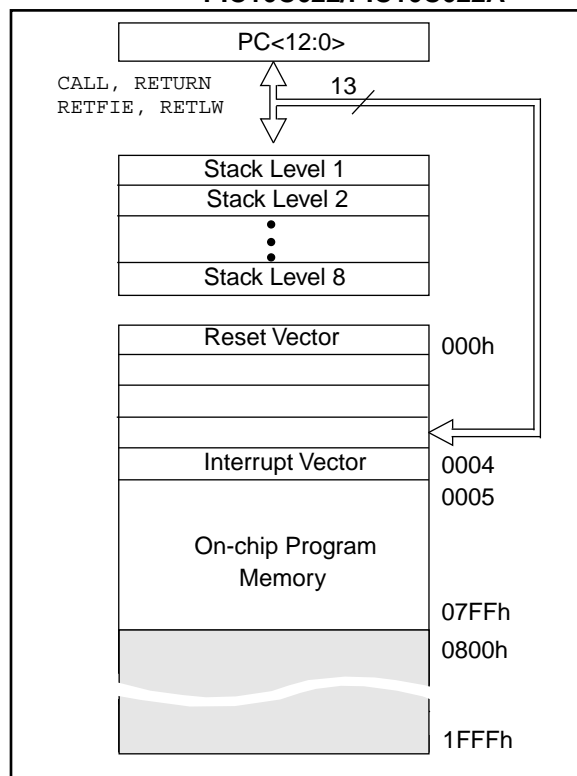 PC<12:0>
CALL, RETURN
RETFIE, RETLW
13
Stack Level 1
Stack Level 2
Stack Level 8
Reset Vector
000h
Interrupt Vector
0004
0005
On-chip Program
Memory
07FFh
0800h
1FFFh